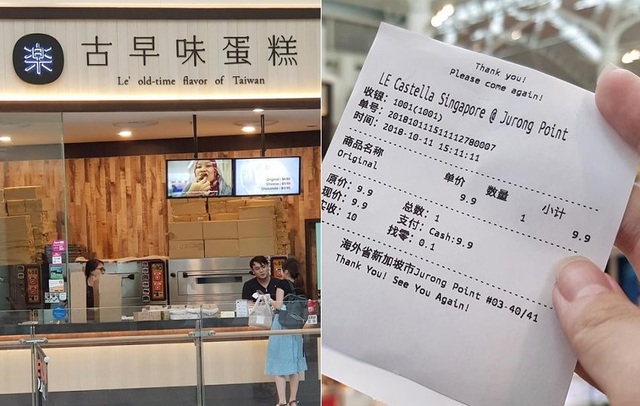 樂
古早味蛋糕
Le' old-time flavor of Taiwan
Thank you!
please come again!
LE Castella Singapore @ Jurong Point
收银: 1001(1001)
单号: 20181011151112780007
时间: 2018-10-11 15:11:11
商品名称 单价 数量 小计
Original 9.9 1 9.9
原价: 9.9 总数: 1
现价: 9.9 支付: Cash:9.9
实收: 10 找零: 0.1
海外省新加坡市Jurong Point #03-40/41
Thank You! See You Again!